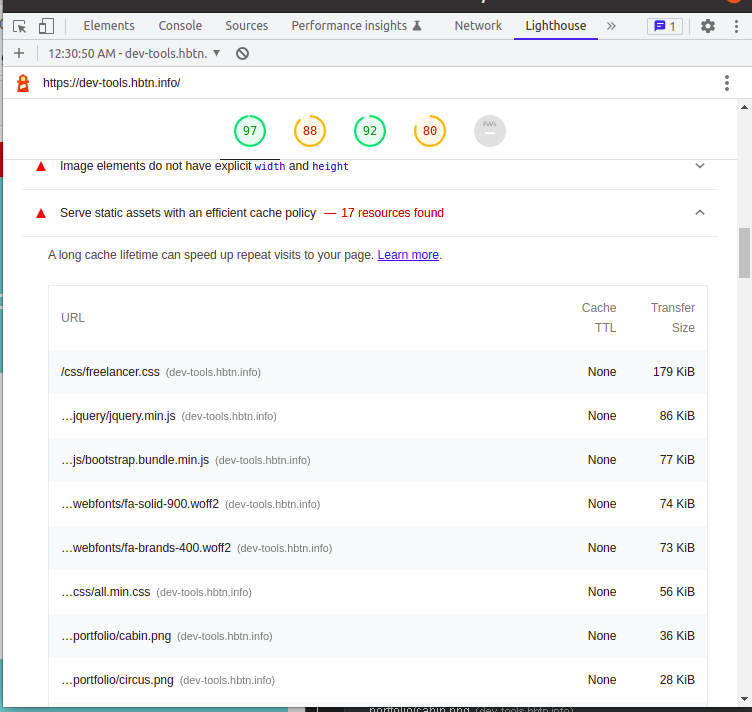 Elements Console Sources Performance insights Network Lighthouse » 1
12:30:50 AM - dev-tools.hbtn. ▼
https://dev-tools.hbtn.info/
97 88 92 80 PWA
Image elements do not have explicit width and height
Serve static assets with an efficient cache policy — 17 resources found
A long cache lifetime can speed up repeat visits to your page. Learn more.
URL Cache TTL Transfer Size
/css/freelancer.css (dev-tools.hbtn.info) None 179 KiB
…jquery/jquery.min.js (dev-tools.hbtn.info) None 86 KiB
…js/bootstrap.bundle.min.js (dev-tools.hbtn.info) None 77 KiB
…webfonts/fa-solid-900.woff2 (dev-tools.hbtn.info) None 74 KiB
…webfonts/fa-brands-400.woff2 (dev-tools.hbtn.info) None 73 KiB
…css/all.min.css (dev-tools.hbtn.info) None 56 KiB
…portfolio/cabin.png (dev-tools.hbtn.info) None 36 KiB
…portfolio/circus.png (dev-tools.hbtn.info) None 28 KiB
portfolio/cabin.png (dev-tools.hbtn.info)